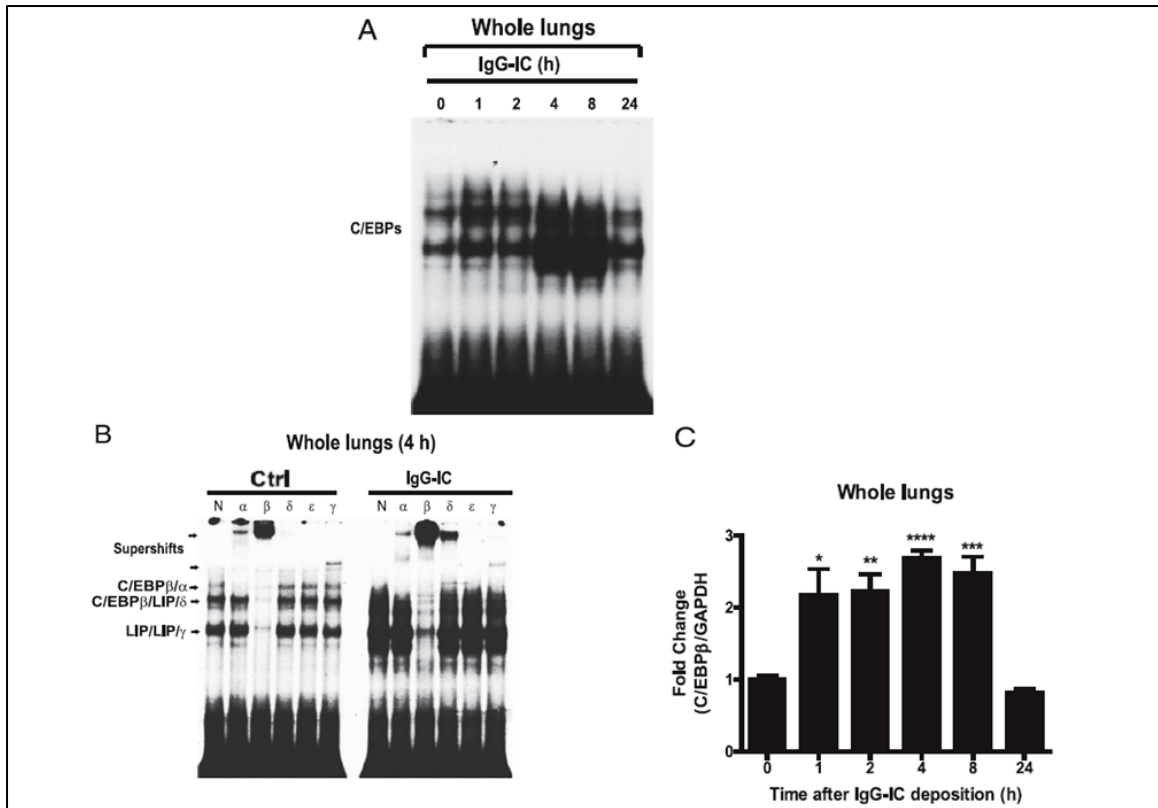 A
Whole lungs
IgG-IC (h)
0 1 2 4 8 24
C/EBPs
B
Whole lungs (4 h)
Ctrl IgG-IC
N α β δ ε γ N α β δ ε γ
Supershifts
C/EBPβ/α
C/EBPβ/LIP/δ
LIP/LIP/γ
C
Whole lungs
Fold Change
(C/EBPβ/GAPDH
3
2
1
0
* ** **** ***
0 1 2 4 8 24
Time after IgG-IC deposition (h)